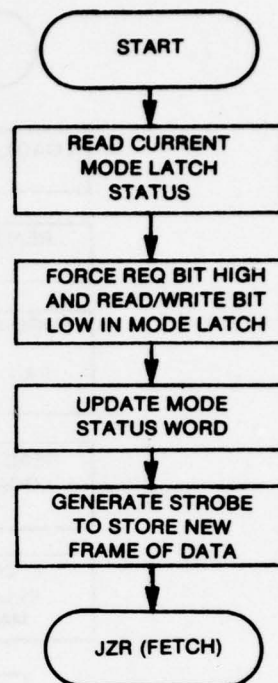 START
READ CURRENT
MODE LATCH
STATUS
FORCE REQ BIT HIGH
AND READ/WRITE BIT
LOW IN MODE LATCH
UPDATE MODE
STATUS WORD
GENERATE STROBE
TO STORE NEW
FRAME OF DATA
JZR (FETCH)